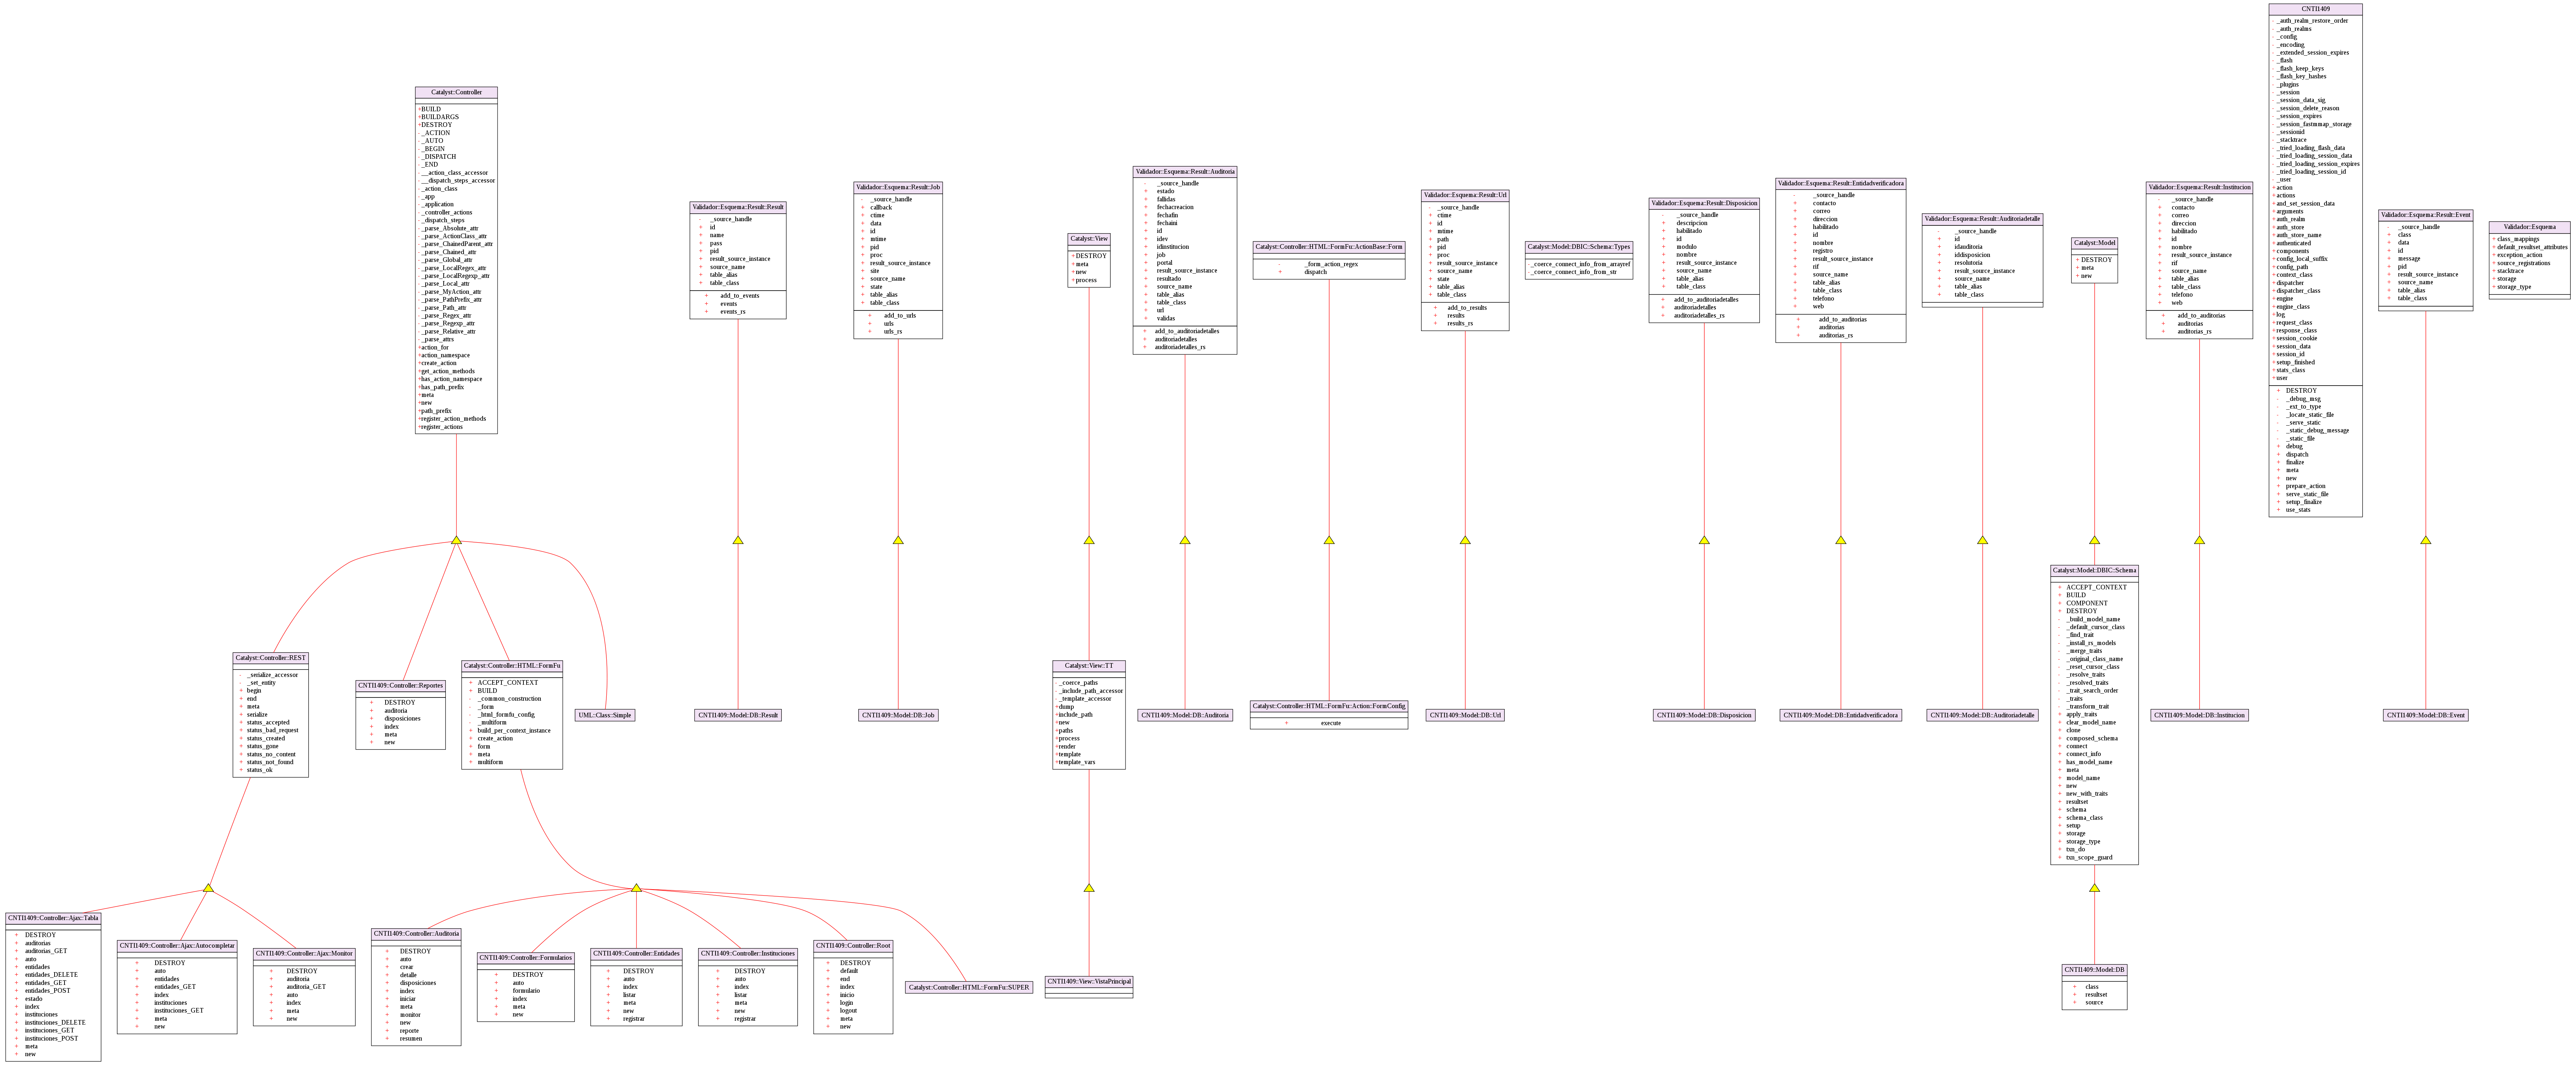 Catalyst::Controller
+BUILD
+BUILDARGS
+DESTROY
- _ACTION
- _AUTO
- _BEGIN
- _DISPATCH
- _END
- __action_class_accessor
- __dispatch_steps_accessor
- _action_class
- _app
- _application
- _controller_actions
- _dispatch_steps
- _parse_Absolute_attr
- _parse_ActionClass_attr
- _parse_ChainedParent_attr
- _parse_Chained_attr
- _parse_Global_attr
- _parse_LocalRegex_attr
- _parse_LocalRegexp_attr
- _parse_Local_attr
- _parse_MyAction_attr
- _parse_PathPrefix_attr
- _parse_Path_attr
- _parse_Regex_attr
- _parse_Regexp_attr
- _parse_Relative_attr
- _parse_attrs
+action_for
+action_namespace
+create_action
+get_action_methods
+has_action_namespace
+has_path_prefix
+meta
+new
+path_prefix
+register_action_methods
+register_actions
Validador::Esquema::Result::Result
- _source_handle
+ id
+ name
+ pass
+ pid
+ result_source_instance
+ source_name
+ table_alias
+ table_class
+ add_to_events
+ events
+ events_rs
Validador::Esquema::Result::Job
- _source_handle
+ callback
+ ctime
+ data
+ id
+ mtime
+ pid
+ proc
+ result_source_instance
+ site
+ source_name
+ state
+ table_alias
+ table_class
+ add_to_urls
+ urls
+ urls_rs
Catalyst::View
+DESTROY
+meta
+new
+process
Validador::Esquema::Result::Auditoria
- _source_handle
+ estado
+ fallidas
+ fechacreacion
+ fechafin
+ fechaini
+ id
+ idev
+ idinstitucion
+ job
+ portal
+ result_source_instance
+ resultado
+ source_name
+ table_alias
+ table_class
+ url
+ validas
+ add_to_auditoriadetalles
+ auditoriadetalles
+ auditoriadetalles_rs
Catalyst::Controller::HTML::FormFu::ActionBase::Form
- _form_action_regex
+ dispatch
Validador::Esquema::Result::Url
- _source_handle
+ ctime
+ id
+ mtime
+ path
+ pid
+ proc
+ result_source_instance
+ source_name
+ state
+ table_alias
+ table_class
+ add_to_results
+ results
+ results_rs
Catalyst::Model::DBIC::Schema::Types
- _coerce_connect_info_from_arrayref
- _coerce_connect_info_from_str
Validador::Esquema::Result::Disposicion
- _source_handle
+ descripcion
+ habilitado
+ id
+ modulo
+ nombre
+ result_source_instance
+ source_name
+ table_alias
+ table_class
+ add_to_auditoriadetalles
+ auditoriadetalles
+ auditoriadetalles_rs
Validador::Esquema::Result::Entidadverificadora
- _source_handle
+ contacto
+ correo
+ direccion
+ habilitado
+ id
+ nombre
+ registro
+ result_source_instance
+ rif
+ source_name
+ table_alias
+ table_class
+ telefono
+ web
+ add_to_auditorias
+ auditorias
+ auditorias_rs
Validador::Esquema::Result::Auditoriadetalle
- _source_handle
+ id
+ idauditoria
+ iddisposicion
+ resolutoria
+ result_source_instance
+ source_name
+ table_alias
+ table_class
Catalyst::Model
+ DESTROY
+ meta
+ new
Validador::Esquema::Result::Institucion
- _source_handle
+ contacto
+ correo
+ direccion
+ habilitado
+ id
+ nombre
+ result_source_instance
+ rif
+ source_name
+ table_alias
+ table_class
+ telefono
+ web
+ add_to_auditorias
+ auditorias
+ auditorias_rs
CNTI1409
- _auth_realm_restore_order
- _auth_realms
- _config
- _encoding
- _extended_session_expires
- _flash
- _flash_keep_keys
- _flash_key_hashes
- _plugins
- _session
- _session_data_sig
- _session_delete_reason
- _session_expires
- _session_fastmmap_storage
- _sessionid
- _stacktrace
- _tried_loading_flash_data
- _tried_loading_session_data
- _tried_loading_session_expires
- _tried_loading_session_id
- _user
+action
+actions
+and_set_session_data
+arguments
+auth_realm
+auth_store
+auth_store_name
+authenticated
+components
+config_local_suffix
+config_path
+context_class
+dispatcher
+dispatcher_class
+engine
+engine_class
+log
+request_class
+response_class
+session_cookie
+session_data
+session_id
+setup_finished
+stats_class
+user
+ DESTROY
- _debug_msg
- _ext_to_type
- _locate_static_file
- _serve_static
- _static_debug_message
- _static_file
+ debug
+ dispatch
+ finalize
+ meta
+ new
+ prepare_action
+ serve_static_file
+ setup_finalize
+ use_stats
Validador::Esquema::Result::Event
- _source_handle
+ class
+ data
+ id
+ message
+ pid
+ result_source_instance
+ source_name
+ table_alias
+ table_class
Validador::Esquema
+ class_mappings
+ default_resultset_attributes
+ exception_action
+ source_registrations
+ stacktrace
+ storage
+ storage_type
Catalyst::Controller::REST
- _serialize_accessor
- _set_entity
+ begin
+ end
+ meta
+ serialize
+ status_accepted
+ status_bad_request
+ status_created
+ status_gone
+ status_no_content
+ status_not_found
+ status_ok
CNTI1409::Controller::Reportes
+ DESTROY
+ auditoria
+ disposiciones
+ index
+ meta
+ new
Catalyst::Controller::HTML::FormFu
+ ACCEPT_CONTEXT
+ BUILD
- _common_construction
- _form
- _html_formfu_config
- _multiform
+ build_per_context_instance
+ create_action
+ form
+ meta
+ multiform
UML::Class::Simple
CNTI1409::Model::DB::Result
CNTI1409::Model::DB::Job
Catalyst::View::TT
- _coerce_paths
- _include_path_accessor
- _template_accessor
+dump
+include_path
+new
+paths
+process
+render
+template
+template_vars
CNTI1409::Model::DB::Auditoria
Catalyst::Controller::HTML::FormFu::Action::FormConfig
+ execute
CNTI1409::Model::DB::Url
CNTI1409::Model::DB::Disposicion
CNTI1409::Model::DB::Entidadverificadora
CNTI1409::Model::DB::Auditoriadetalle
Catalyst::Model::DBIC::Schema
+ ACCEPT_CONTEXT
+ BUILD
+ COMPONENT
+ DESTROY
- _build_model_name
- _default_cursor_class
- _find_trait
- _install_rs_models
- _merge_traits
- _original_class_name
- _reset_cursor_class
- _resolve_traits
- _resolved_traits
- _trait_search_order
- _traits
- _transform_trait
+ apply_traits
+ clear_model_name
+ clone
+ composed_schema
+ connect
+ connect_info
+ has_model_name
+ meta
+ model_name
+ new
+ new_with_traits
+ resultset
+ schema
+ schema_class
+ setup
+ storage
+ storage_type
+ txn_do
+ txn_scope_guard
CNTI1409::Model::DB::Institucion
CNTI1409::Model::DB::Event
CNTI1409::Controller::Ajax::Tabla
+ DESTROY
+ auditorias
+ auditorias_GET
+ auto
+ entidades
+ entidades_DELETE
+ entidades_GET
+ entidades_POST
+ estado
+ index
+ instituciones
+ instituciones_DELETE
+ instituciones_GET
+ instituciones_POST
+ meta
+ new
CNTI1409::Controller::Ajax::Autocompletar
+ DESTROY
+ auto
+ entidades
+ entidades_GET
+ index
+ instituciones
+ instituciones_GET
+ meta
+ new
CNTI1409::Controller::Ajax::Monitor
+ DESTROY
+ auditoria
+ auditoria_GET
+ auto
+ index
+ meta
+ new
CNTI1409::Controller::Auditoria
+ DESTROY
+ auto
+ crear
+ detalle
+ disposiciones
+ index
+ iniciar
+ meta
+ monitor
+ new
+ reporte
+ resumen
CNTI1409::Controller::Formularios
+ DESTROY
+ auto
+ formulario
+ index
+ meta
+ new
CNTI1409::Controller::Entidades
+ DESTROY
+ auto
+ index
+ listar
+ meta
+ new
+ registrar
CNTI1409::Controller::Instituciones
+ DESTROY
+ auto
+ index
+ listar
+ meta
+ new
+ registrar
CNTI1409::Controller::Root
+ DESTROY
+ default
+ end
+ index
+ inicio
+ login
+ logout
+ meta
+ new
Catalyst::Controller::HTML::FormFu::SUPER
CNTI1409::View::VistaPrincipal
CNTI1409::Model::DB
+ class
+ resultset
+ source